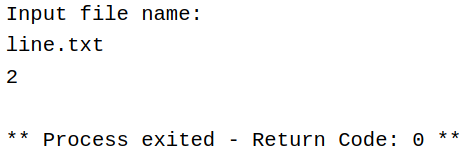 Input file name:
line.txt
2
** Process exited - Return Code: 0 **